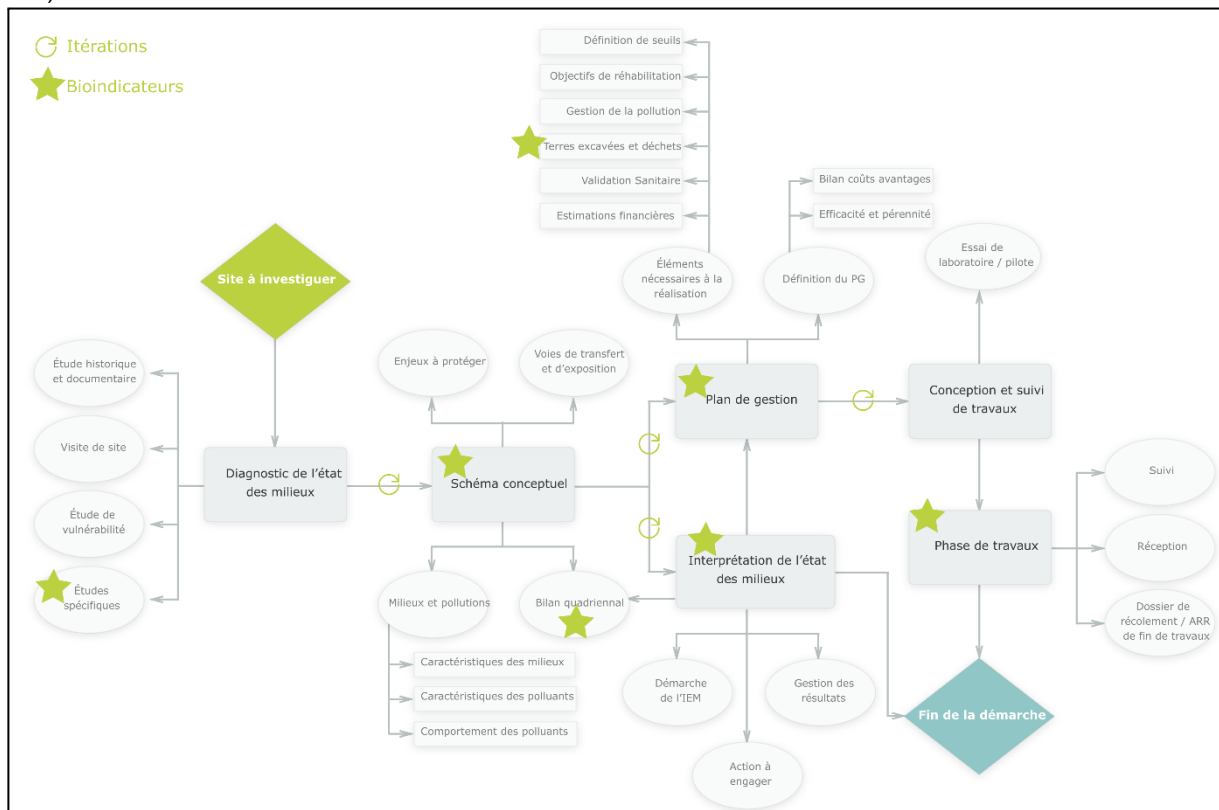 Itérations
Bioindicateurs
Définition de seuils
Objectifs de réhabilitation
Gestion de la pollution
Terres excavées et déchets
Validation Sanitaire
Estimations financières
Bilan coûts avantages
Efficacité et pérennité
Éléments
nécessaires à la
réalisation
Définition du PG
Essai de
laboratoire / pilote
Site à investiguer
Étude historique
et documentaire
Visite de site
Étude de
vulnérabilité
Études
spécifiques
Diagnostic de l'état
des milieux
Enjeux à protéger
Voies de transfert
et d'exposition
Schéma conceptuel
Milieux et pollutions
Bilan quadriennal
Caractéristiques des milieux
Caractéristiques des polluants
Comportement des polluants
Plan de gestion
Interprétation de l'état
des milieux
Démarche
de l'IEM
Gestion des
résultats
Action à
engager
Conception et suivi
de travaux
Phase de travaux
Suivi
Réception
Dossier de
récolement / ARR
de fin de travaux
Fin de la démarche